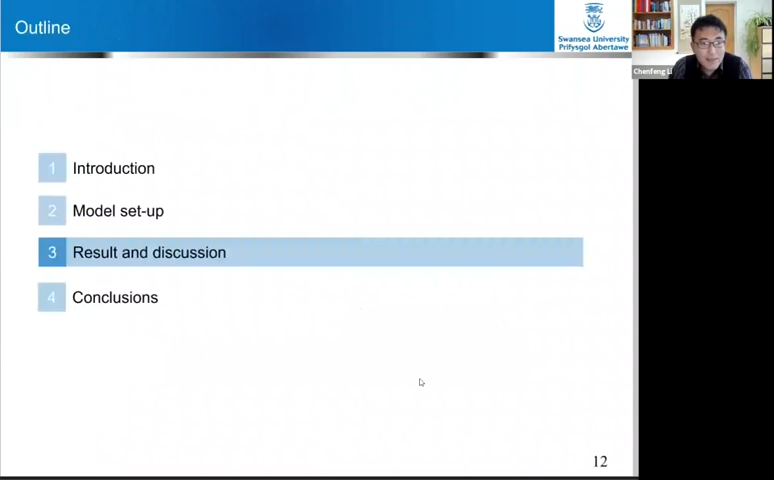 Outline
Swansea University
Prifysgol Abertawe
Chenfeng Li
1 Introduction
2 Model set-up
3 Result and discussion
4 Conclusions
12